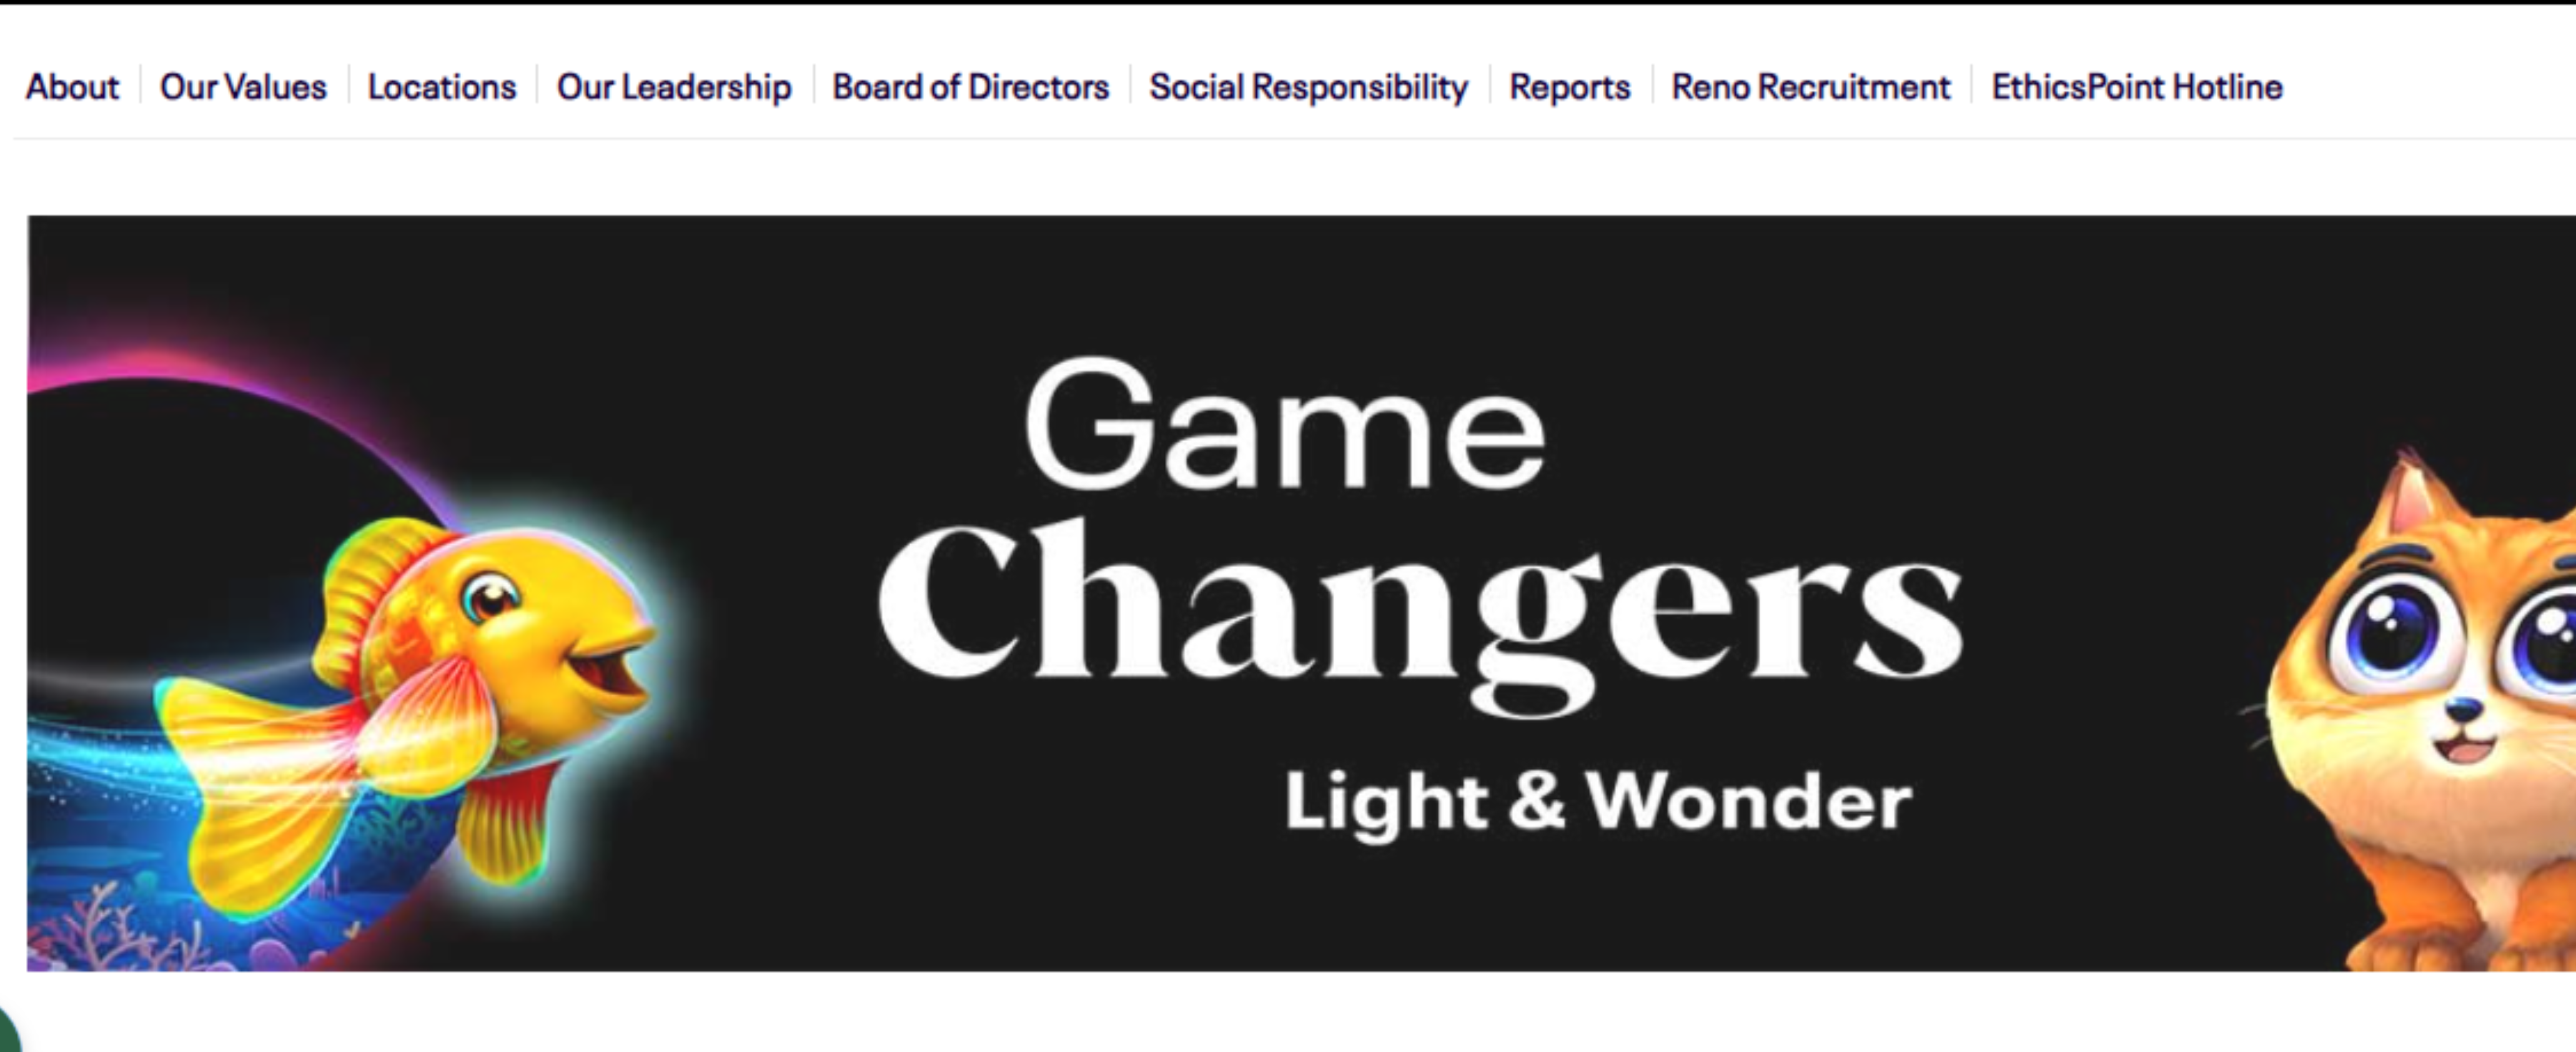 About Our Values Locations Our Leadership Board of Directors Social Responsibility Reports Reno Recruitment EthicsPoint Hotline
Game
Changers
Light & Wonder